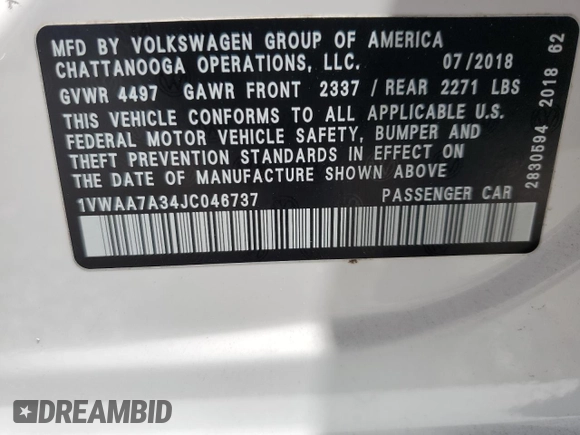 MFD BY VOLKSWAGEN GROUP OF AMERICA
CHATTANOOGA OPERATIONS, LLC. 07/2018
GVWR 4497 GAWR FRONT 2337 / REAR 2271 LBS
THIS VEHICLE CONFORMS TO ALL APPLICABLE U.S.
FEDERAL MOTOR VEHICLE SAFETY, BUMPER AND
THEFT PREVENTION STANDARDS IN EFFECT ON
THE DATE OF MANUFACTURE SHOWN ABOVE
1VWAA7A34JC046737 PASSENGER CAR
2830594 2018 62
DREAMBID